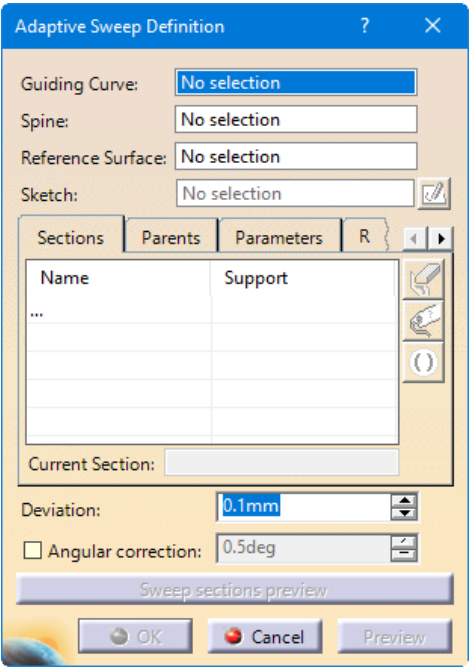 Adaptive Sweep Definition ? ×
Guiding Curve: No selection
Spine: No selection
Reference Surface: No selection
Sketch: No selection
Sections Parents Parameters R
Name Support
...
()
Current Section:
Deviation: 0.1mm
Angular correction: 0.5deg
Sweep sections preview
OK Cancel Preview